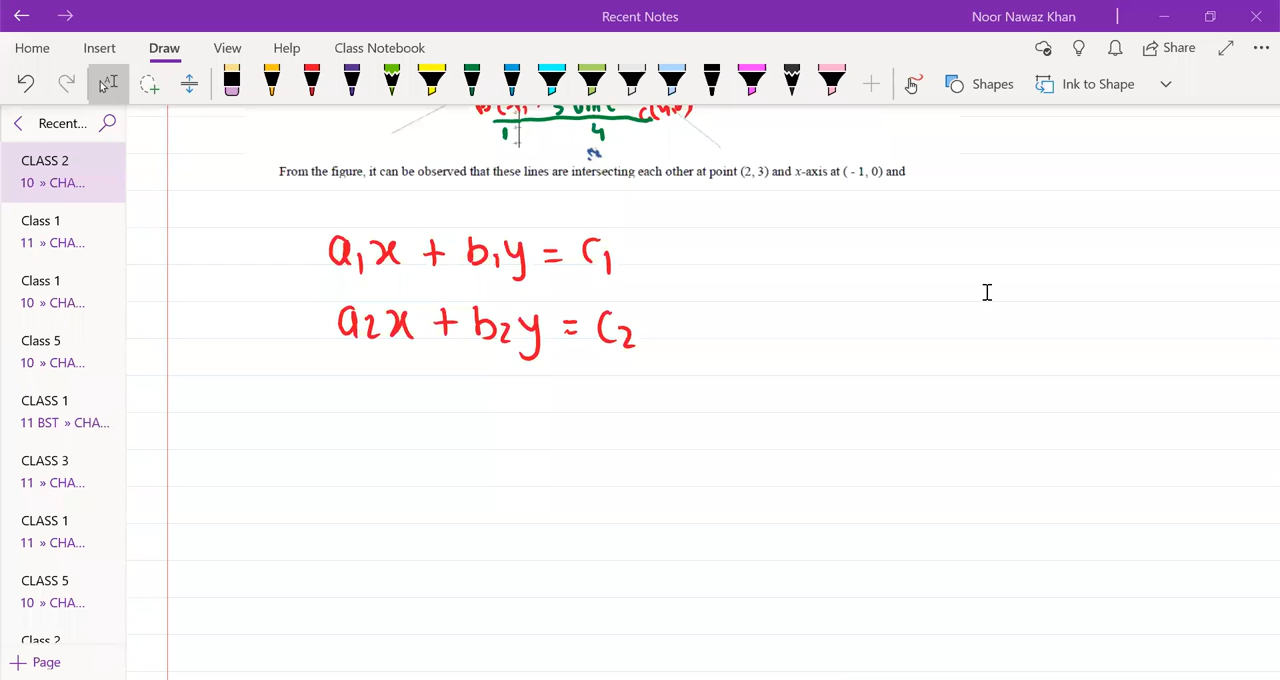 Recent Notes
Noor Nawaz Khan
Home Insert Draw View Help Class Notebook
Share
Shapes
Ink to Shape
Recent...
CLASS 2
10 » CHA...
Class 1
11 » CHA...
Class 1
10 » CHA...
Class 5
10 » CHA...
CLASS 1
11 BST » CHA...
CLASS 3
11 » CHA...
CLASS 1
11 » CHA...
CLASS 5
10 » CHA...
Class 2
Page
1 4
From the figure, it can be observed that these lines are intersecting each other at point (2, 3) and x-axis at ( - 1, 0) and
a₁x + b₁y = c₁
a₂x + b₂y = c₂